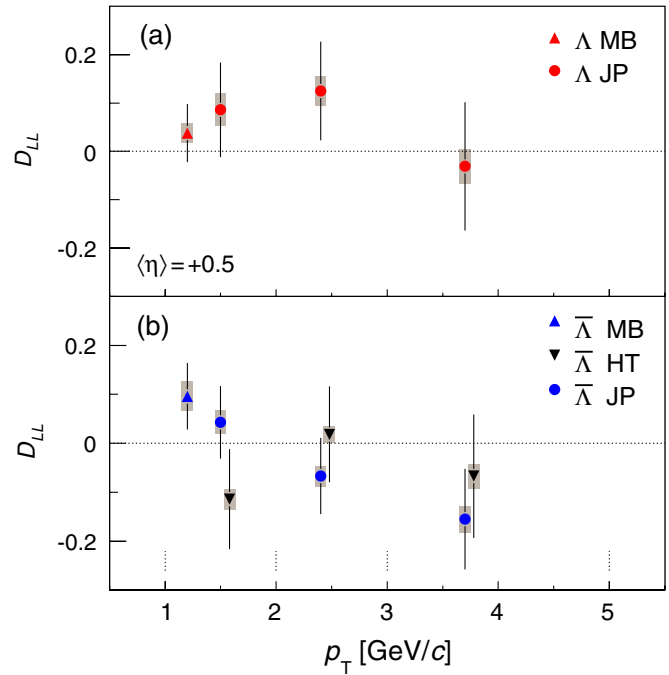 (a)
Λ MB
Λ JP
0.2
0
-0.2
D_LL
⟨η⟩ = +0.5
(b)
Λ̅ MB
Λ̅ HT
Λ̅ JP
0.2
0
-0.2
D_LL
1 2 3 4 5
p_T [GeV/c]